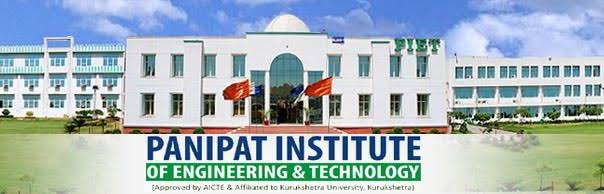 PIET
PANIPAT INSTITUTE
OF ENGINEERING & TECHNOLOGY
(Approved by AICTE & Affiliated to Kurukshetra University, Kurukshetra)